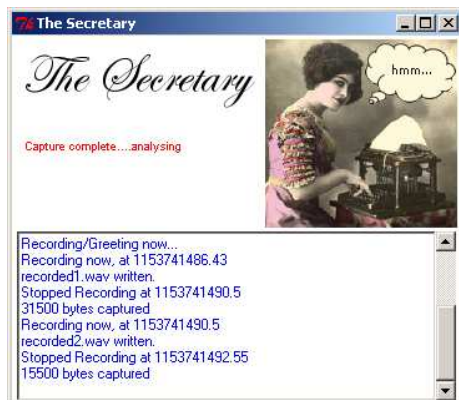 The Secretary
The Secretary
hmm...
Capture complete....analysing
Recording/Greeting now...
Recording now, at 1153741486.43
recorded1.wav written.
Stopped Recording at 1153741490.5
31500 bytes captured
Recording now, at 1153741490.5
recorded2.wav written.
Stopped Recording at 1153741492.55
15500 bytes captured